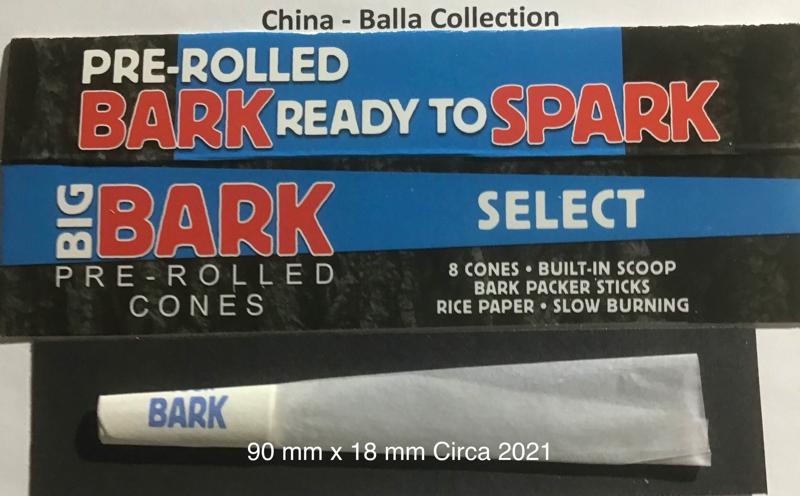 China - Balla Collection
PRE-ROLLED
BARK READY TO SPARK
BIG BARK
SELECT
PRE-ROLLED
CONES
8 CONES • BUILT-IN SCOOP
BARK PACKER STICKS
RICE PAPER • SLOW BURNING
BARK
90 mm x 18 mm Circa 2021